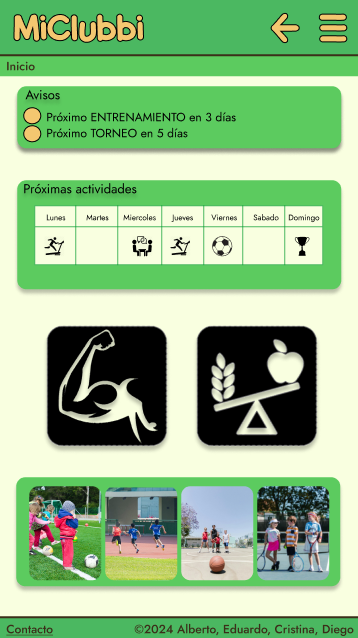 MiClubbi
Inicio
Avisos
Próximo ENTRENAMIENTO en 3 días
Próximo TORNEO en 5 días
Próximas actividades
Lunes Martes Miercoles Jueves Viernes Sabado Domingo
Contacto ©2024 Alberto, Eduardo, Cristina, Diego